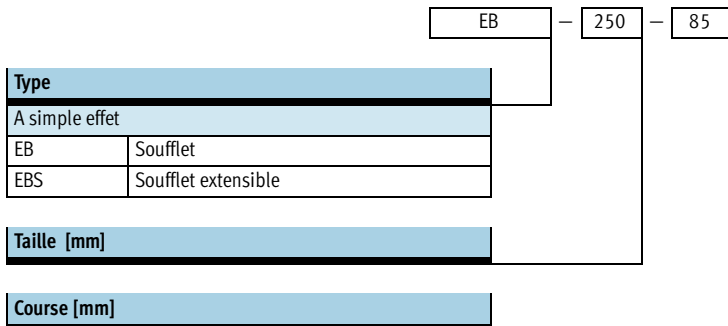 EB — 250 — 85
Type
A simple effet
EB Soufflet
EBS Soufflet extensible
Taille [mm]
Course [mm]